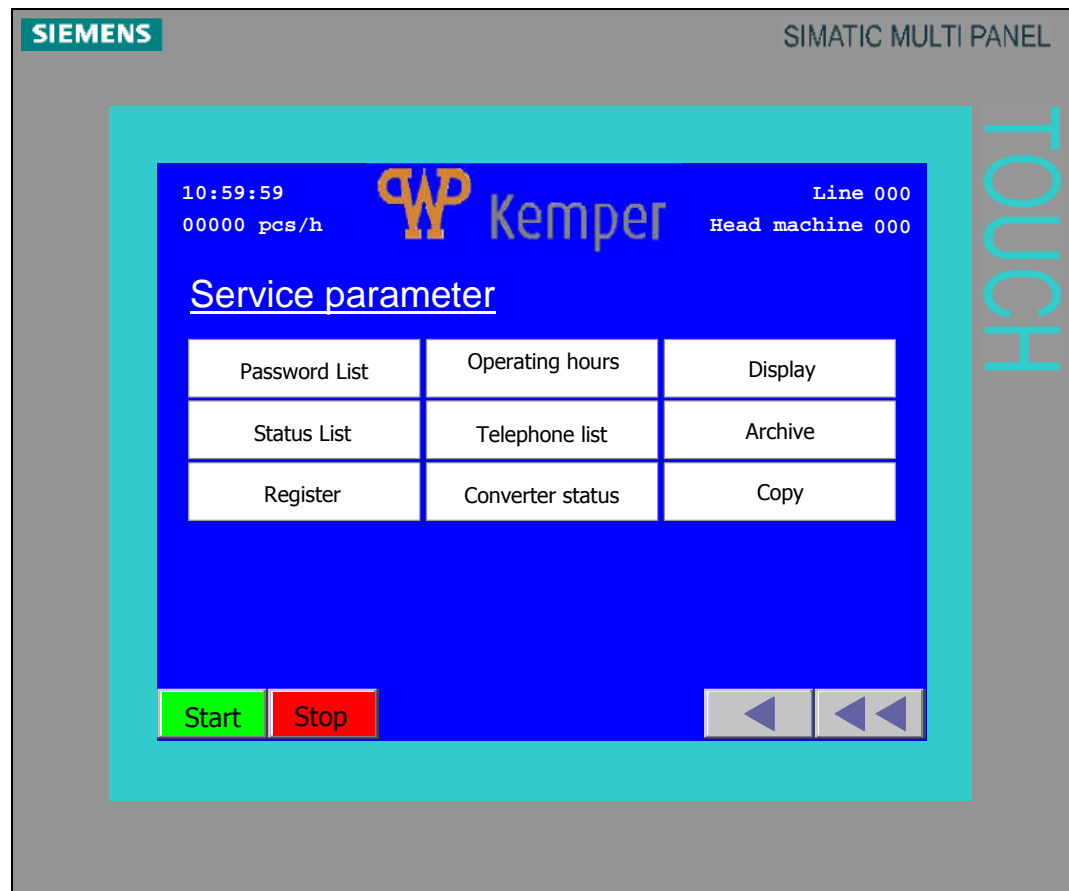 SIEMENS
SIMATIC MULTI PANEL
TOUCH
10:59:59
WP Kemper
Line 000
00000 pcs/h
Head machine 000
Service parameter
Password List
Operating hours
Display
Status List
Telephone list
Archive
Register
Converter status
Copy
Start
Stop